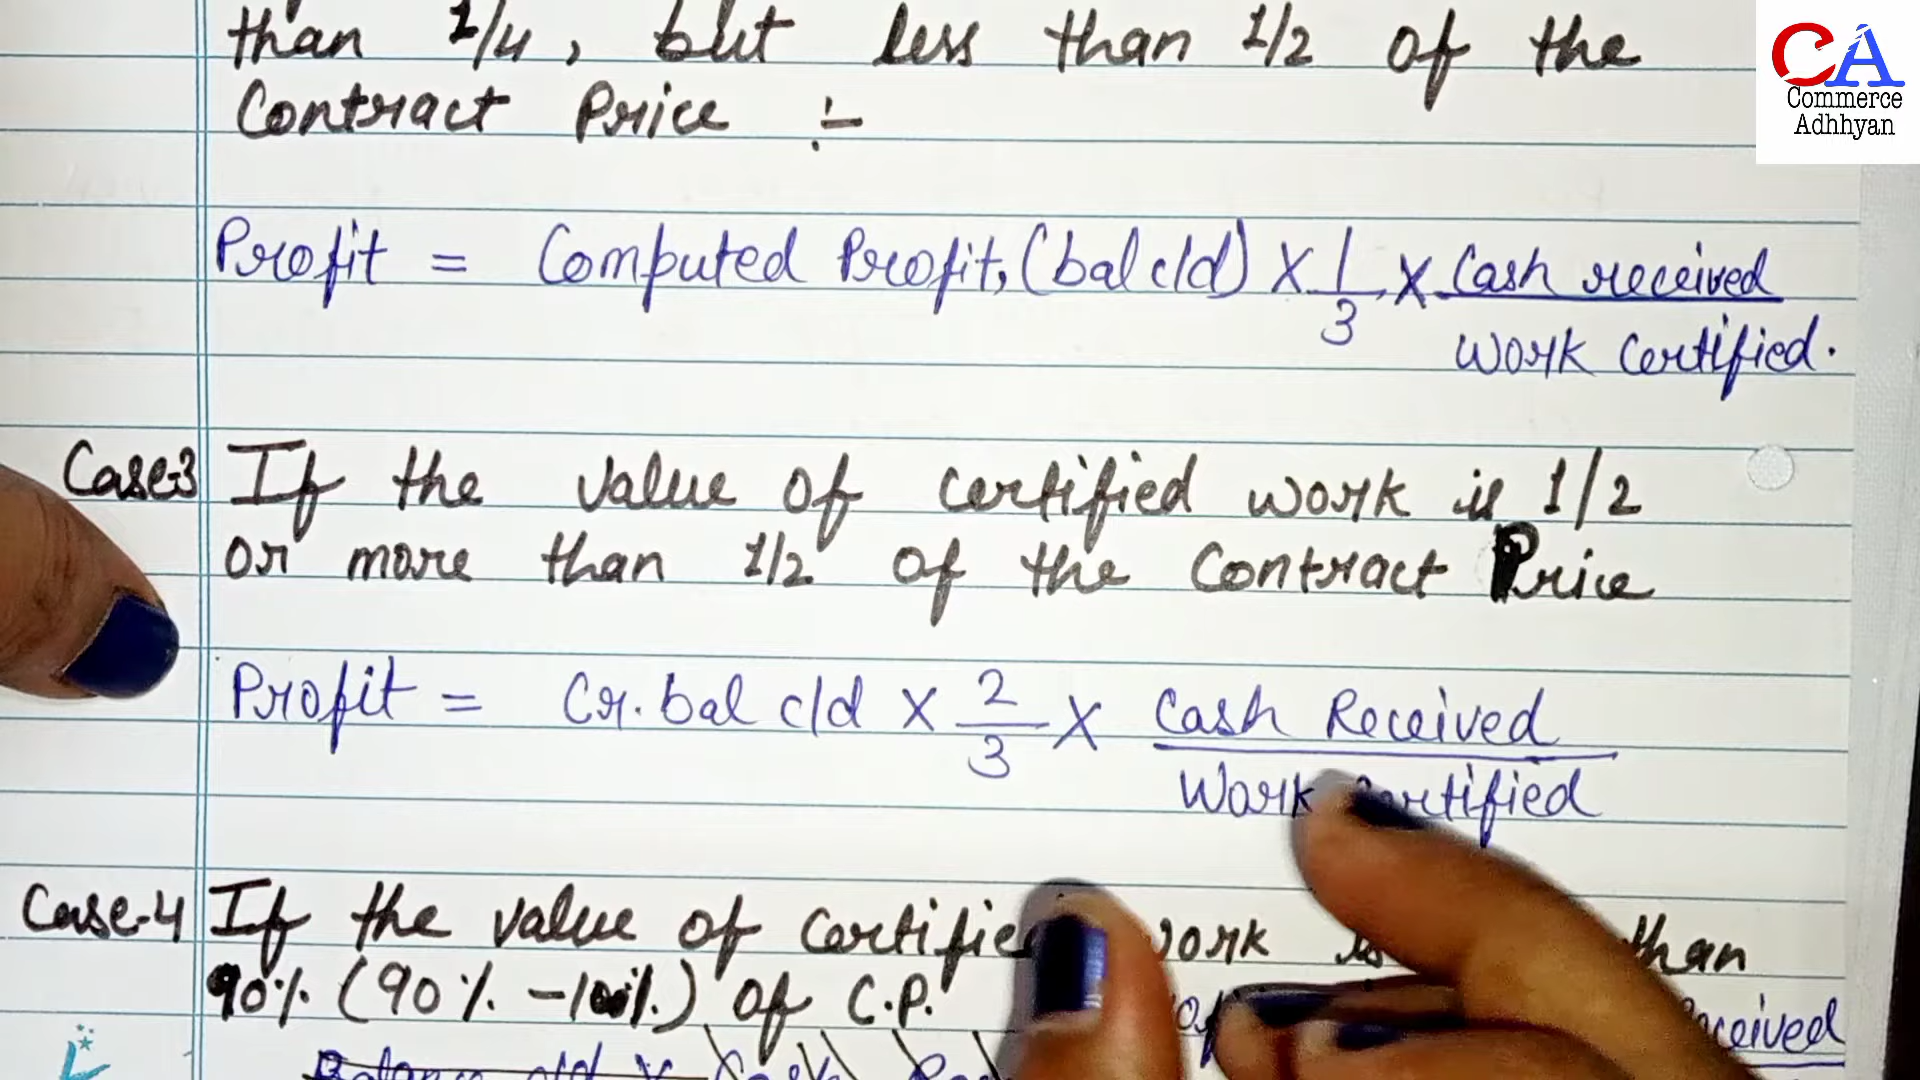 than 1/4, but less than 1/2 of the
Contract Price :-
CA
Commerce
Adhhyan
Profit = Computed Profit, (bal c/d) X 1/3 X Cash received / Work Certified.
Case-3 If the value of certified work is 1/2
or more than 1/2 of the Contract Price
Profit = Cr. bal c/d X 2/3 X Cash Received / Work Certified
Case-4 If the value of work than
90% (90% - 100%) of C.P.